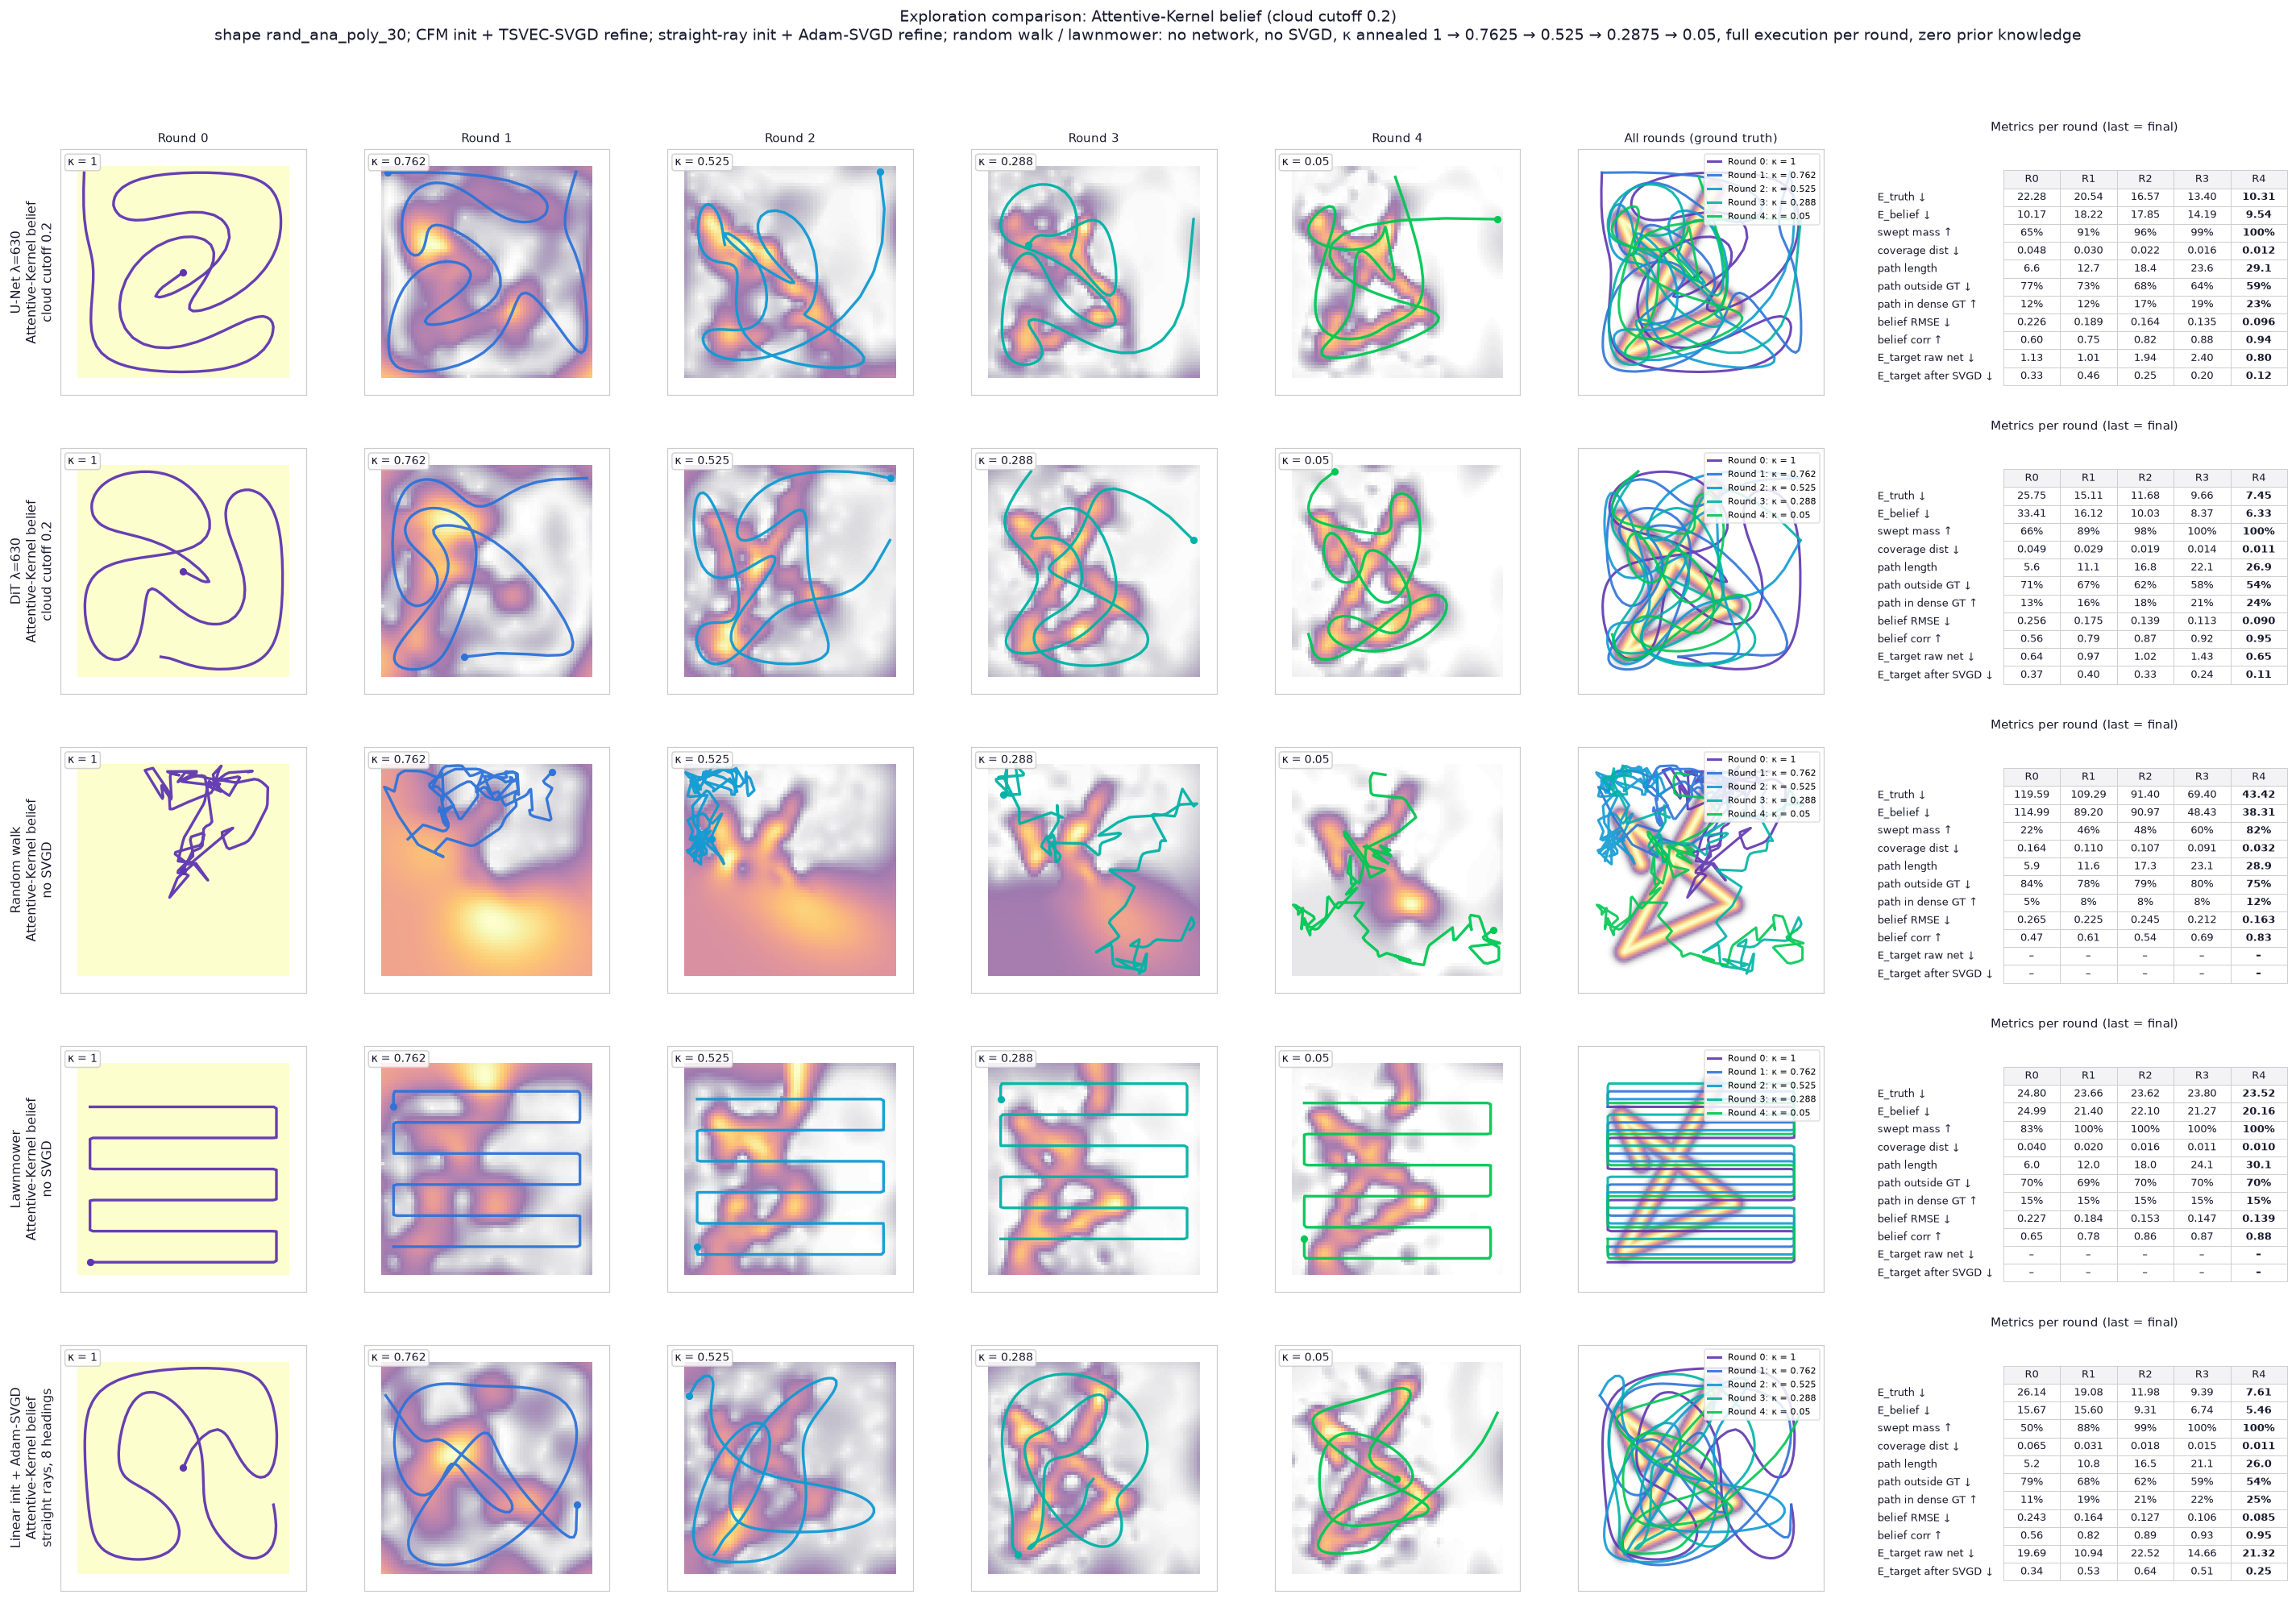 Exploration comparison: Attentive-Kernel belief (cloud cutoff 0.2)
shape rand_ana_poly_30; CFM init + TSVEC-SVGD refine; straight-ray init + Adam-SVGD refine; random walk / lawnmower: no network, no SVGD, κ annealed 1 → 0.7625 → 0.525 → 0.2875 → 0.05, full execution per round, zero prior knowledge
Round 0 Round 1 Round 2 Round 3 Round 4 All rounds (ground truth) Metrics per round (last = final)
U-Net λ=630
Attentive-Kernel belief
cloud cutoff 0.2
κ = 1 κ = 0.762 κ = 0.525 κ = 0.288 κ = 0.05
Round 0: κ = 1
Round 1: κ = 0.762
Round 2: κ = 0.525
Round 3: κ = 0.288
Round 4: κ = 0.05
R0 R1 R2 R3 R4
E_truth ↓ 22.28 20.54 16.57 13.40 10.31
E_belief ↓ 10.17 18.22 17.85 14.19 9.54
swept mass ↑ 65% 91% 96% 99% 100%
coverage dist ↓ 0.048 0.030 0.022 0.016 0.012
path length 6.6 12.7 18.4 23.6 29.1
path outside GT ↓ 77% 73% 68% 64% 59%
path in dense GT ↑ 12% 12% 17% 19% 23%
belief RMSE ↓ 0.226 0.189 0.164 0.135 0.096
belief corr ↑ 0.60 0.75 0.82 0.88 0.94
E_target raw net ↓ 1.13 1.01 1.94 2.40 0.80
E_target after SVGD ↓ 0.33 0.46 0.25 0.20 0.12
DiT λ=630
Attentive-Kernel belief
cloud cutoff 0.2
κ = 1 κ = 0.762 κ = 0.525 κ = 0.288 κ = 0.05
Round 0: κ = 1
Round 1: κ = 0.762
Round 2: κ = 0.525
Round 3: κ = 0.288
Round 4: κ = 0.05
Metrics per round (last = final)
R0 R1 R2 R3 R4
E_truth ↓ 25.75 15.11 11.68 9.66 7.45
E_belief ↓ 33.41 16.12 10.03 8.37 6.33
swept mass ↑ 66% 89% 98% 100% 100%
coverage dist ↓ 0.049 0.029 0.019 0.014 0.011
path length 5.6 11.1 16.8 22.1 26.9
path outside GT ↓ 71% 67% 62% 58% 54%
path in dense GT ↑ 13% 16% 18% 21% 24%
belief RMSE ↓ 0.256 0.175 0.139 0.113 0.090
belief corr ↑ 0.56 0.79 0.87 0.92 0.95
E_target raw net ↓ 0.64 0.97 1.02 1.43 0.65
E_target after SVGD ↓ 0.37 0.40 0.33 0.24 0.11
Random walk
Attentive-Kernel belief
no SVGD
κ = 1 κ = 0.762 κ = 0.525 κ = 0.288 κ = 0.05
Round 0: κ = 1
Round 1: κ = 0.762
Round 2: κ = 0.525
Round 3: κ = 0.288
Round 4: κ = 0.05
Metrics per round (last = final)
R0 R1 R2 R3 R4
E_truth ↓ 119.59 109.29 91.40 69.40 43.42
E_belief ↓ 114.99 89.20 90.97 48.43 38.31
swept mass ↑ 22% 46% 48% 60% 82%
coverage dist ↓ 0.164 0.110 0.107 0.091 0.032
path length 5.9 11.6 17.3 23.1 28.9
path outside GT ↓ 84% 78% 79% 80% 75%
path in dense GT ↑ 5% 8% 8% 8% 12%
belief RMSE ↓ 0.265 0.225 0.245 0.212 0.163
belief corr ↑ 0.47 0.61 0.54 0.69 0.83
E_target raw net ↓ – – – – –
E_target after SVGD ↓ – – – – –
Lawnmower
Attentive-Kernel belief
no SVGD
κ = 1 κ = 0.762 κ = 0.525 κ = 0.288 κ = 0.05
Round 0: κ = 1
Round 1: κ = 0.762
Round 2: κ = 0.525
Round 3: κ = 0.288
Round 4: κ = 0.05
Metrics per round (last = final)
R0 R1 R2 R3 R4
E_truth ↓ 24.80 23.66 23.62 23.80 23.52
E_belief ↓ 24.99 21.40 22.10 21.27 20.16
swept mass ↑ 83% 100% 100% 100% 100%
coverage dist ↓ 0.040 0.020 0.016 0.011 0.010
path length 6.0 12.0 18.0 24.1 30.1
path outside GT ↓ 70% 69% 70% 70% 70%
path in dense GT ↑ 15% 15% 15% 15% 15%
belief RMSE ↓ 0.227 0.184 0.153 0.147 0.139
belief corr ↑ 0.65 0.78 0.86 0.87 0.88
E_target raw net ↓ – – – – –
E_target after SVGD ↓ – – – – –
Linear init + Adam-SVGD
Attentive-Kernel belief
straight rays, 8 headings
κ = 1 κ = 0.762 κ = 0.525 κ = 0.288 κ = 0.05
Round 0: κ = 1
Round 1: κ = 0.762
Round 2: κ = 0.525
Round 3: κ = 0.288
Round 4: κ = 0.05
Metrics per round (last = final)
R0 R1 R2 R3 R4
E_truth ↓ 26.14 19.08 11.98 9.39 7.61
E_belief ↓ 15.67 15.60 9.31 6.74 5.46
swept mass ↑ 50% 88% 99% 100% 100%
coverage dist ↓ 0.065 0.031 0.018 0.015 0.011
path length 5.2 10.8 16.5 21.1 26.0
path outside GT ↓ 79% 68% 62% 59% 54%
path in dense GT ↑ 11% 19% 21% 22% 25%
belief RMSE ↓ 0.243 0.164 0.127 0.106 0.085
belief corr ↑ 0.56 0.82 0.89 0.93 0.95
E_target raw net ↓ 19.69 10.94 22.52 14.66 21.32
E_target after SVGD ↓ 0.34 0.53 0.64 0.51 0.25